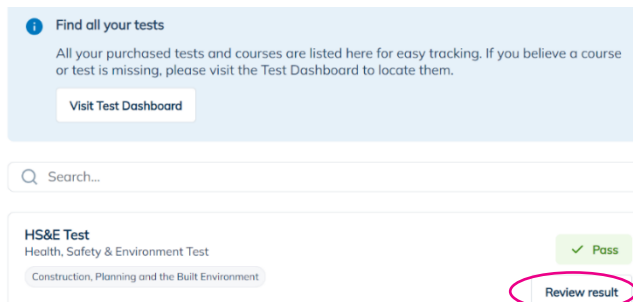 Find all your tests
All your purchased tests and courses are listed here for easy tracking. If you believe a course
or test is missing, please visit the Test Dashboard to locate them.
Visit Test Dashboard
Search...
HS&E Test
Health, Safety & Environment Test
Pass
Construction, Planning and the Built Environment
Review result